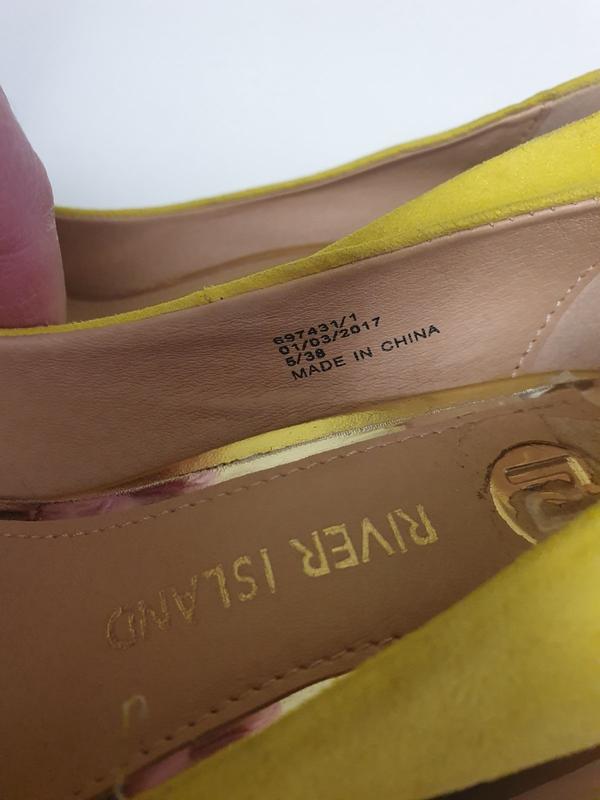 697431/1
01/03/2017
5/38
MADE IN CHINA
RIVER ISLAND